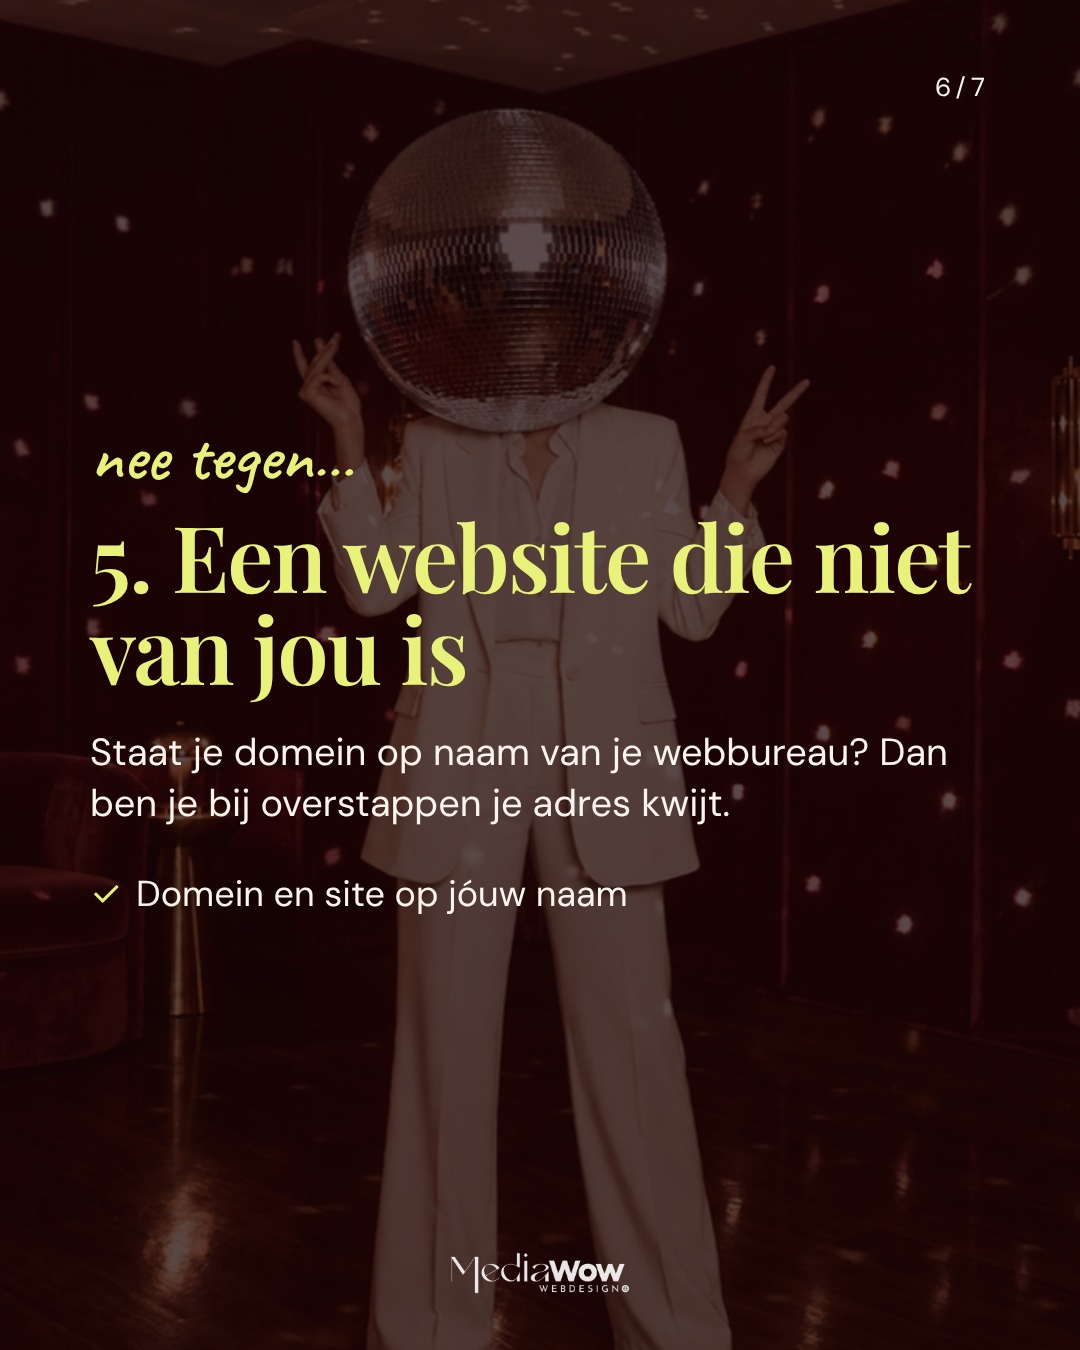 6/7
nee tegen...
5. Een website die niet
van jou is
Staat je domein op naam van je webbureau? Dan
ben je bij overstappen je adres kwijt.
✓ Domein en site op jóuw naam
MediaWow
WEBDESIGN